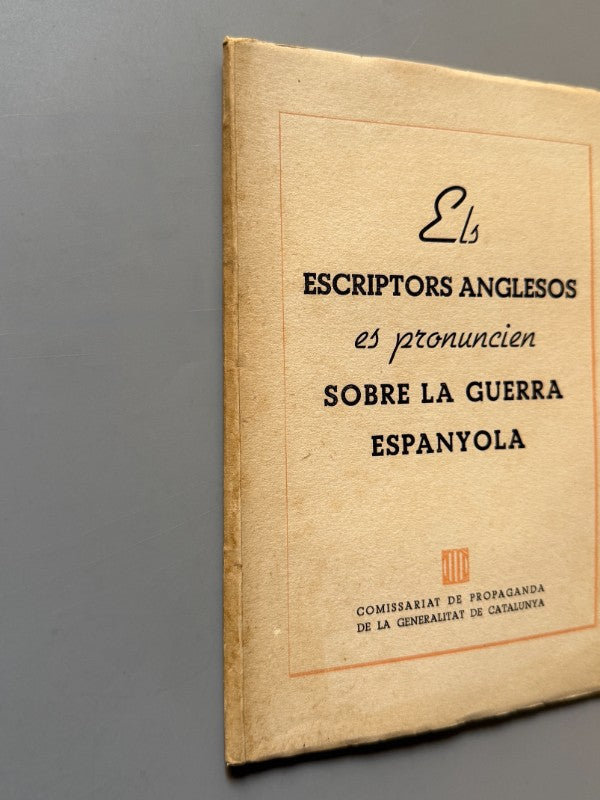 Els
ESCRIPTORS ANGLESOS
es pronuncien
SOBRE LA GUERRA
ESPANYOLA
COMISSARIAT DE PROPAGANDA
DE LA GENERALITAT DE CATALUNYA